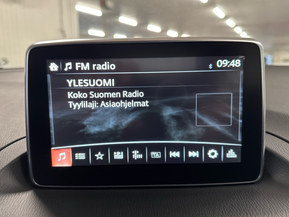 FM radio
09:48
YLESUOMI
Koko Suomen Radio
Tyylilaji: Asiaohjelmat